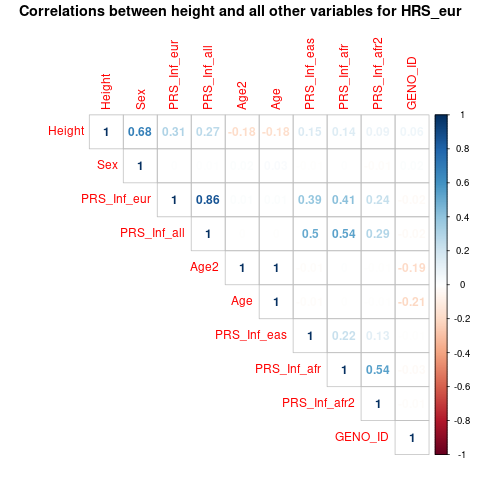 Correlations between height and all other variables for HRS_eur
Height Sex PRS_Inf_eur PRS_Inf_all Age2 Age PRS_Inf_eas PRS_Inf_afr PRS_Inf_afr2 GENO_ID
Height 1 0.68 0.31 0.27 -0.18 -0.18 0.15 0.14 0.09 0.06
Sex 1
PRS_Inf_eur 1 0.86 0.39 0.41 0.24
PRS_Inf_all 1 0.5 0.54 0.29
Age2 1 1 -0.19
Age 1 -0.21
PRS_Inf_eas 1 0.22 0.13
PRS_Inf_afr 1 0.54
PRS_Inf_afr2 1
GENO_ID 1
1
0.8
0.6
0.4
0.2
0
-0.2
-0.4
-0.6
-0.8
-1